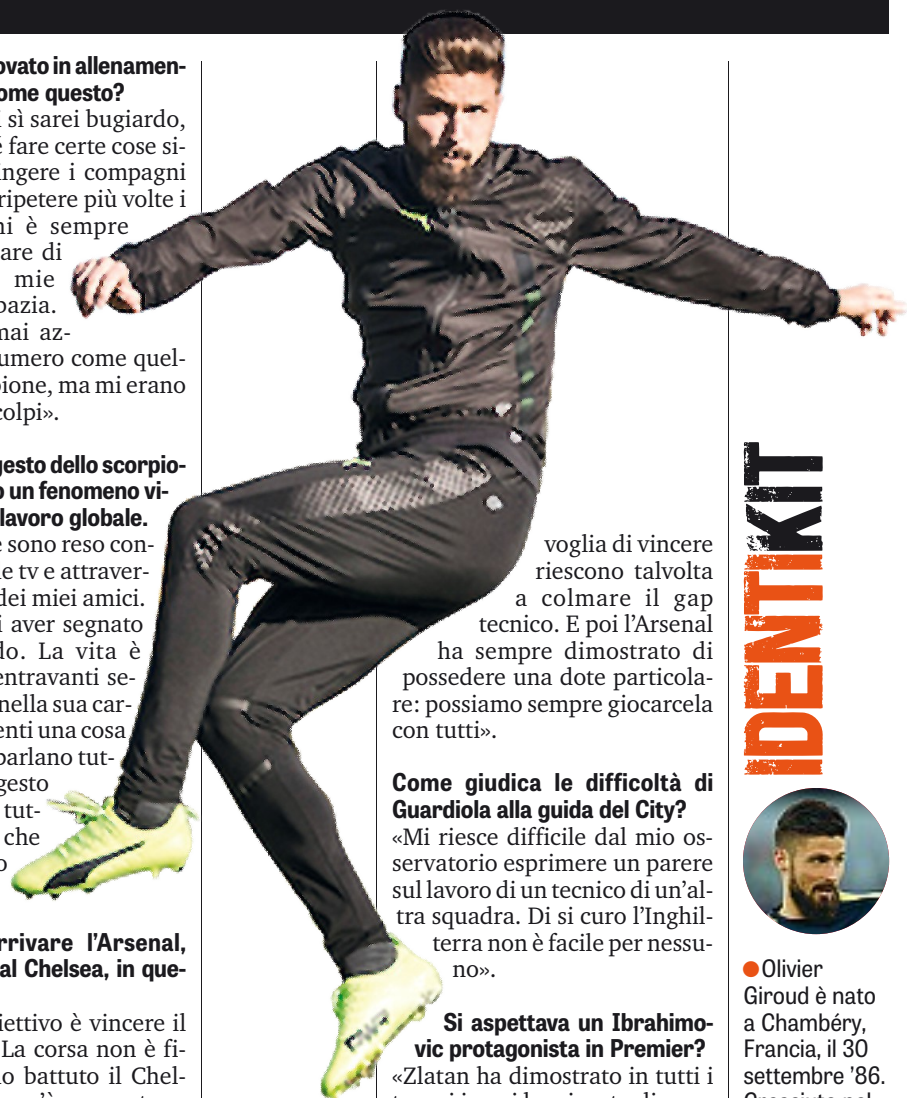 ovato in allenamen-
ome questo?
sì sarei bugiardo,
é fare certe cose si-
ingere i compagni
ripetere più volte i
ni è sempre
are di
mie
pazia.
mai az-
umero come quel-
pione, ma mi erano
colpi».
gesto dello scorpio-
o un fenomeno vi-
lavoro globale.
e sono reso con-
le tv e attraver-
dei miei amici.
i aver segnato
do. La vita è
entravanti se-
nella sua car-
enti una cosa
parlano tut-
gesto
tut-
che
o
rrivare l’Arsenal,
al Chelsea, in que-
iettivo è vincere il
La corsa non è fi-
o battuto il Chel-
voglia di vincere
riescono talvolta
a colmare il gap
tecnico. E poi l’Arsenal
ha sempre dimostrato di
possedere una dote particola-
re: possiamo sempre giocarcela
con tutti».
Come giudica le difficoltà di
Guardiola alla guida del City?
«Mi riesce difficile dal mio os-
servatorio esprimere un parere
sul lavoro di un tecnico di un’al-
tra squadra. Di si curo l’Inghil-
terra non è facile per nessu-
no».
Si aspettava un Ibrahimo-
vic protagonista in Premier?
«Zlatan ha dimostrato in tutti i
IDENTIKIT
Olivier
Giroud è nato
a Chambéry,
Francia, il 30
settembre ’86.